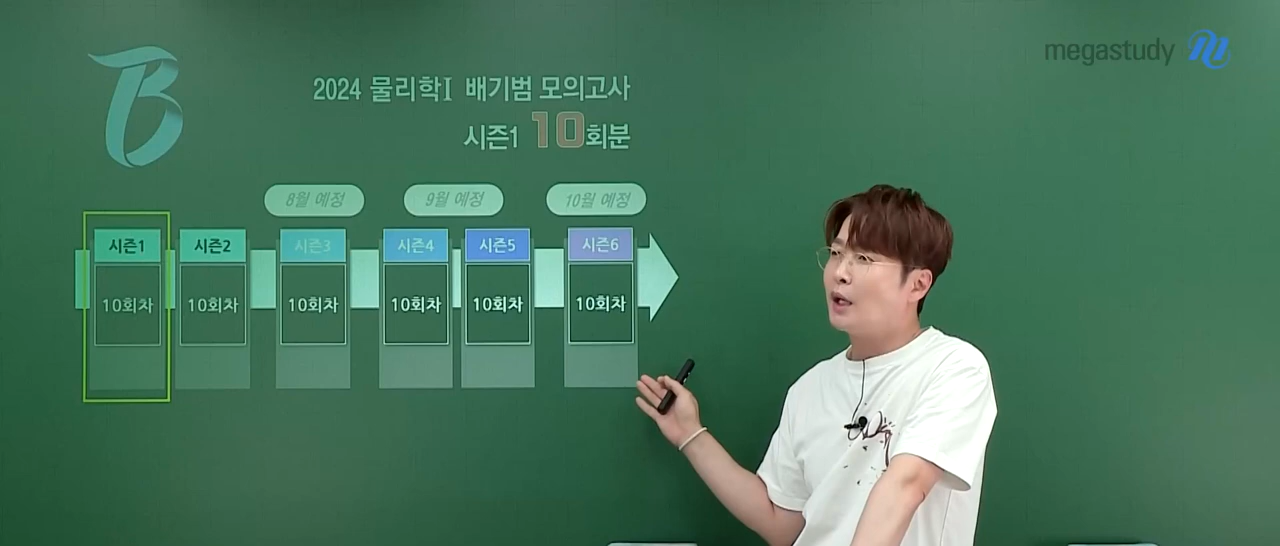 megastudy
B
2024 물리학Ⅰ 배기범 모의고사
시즌1 10회분
8월 예정 9월 예정 10월 예정
시즌1 시즌2 시즌3 시즌4 시즌5 시즌6
10회차 10회차 10회차 10회차 10회차 10회차